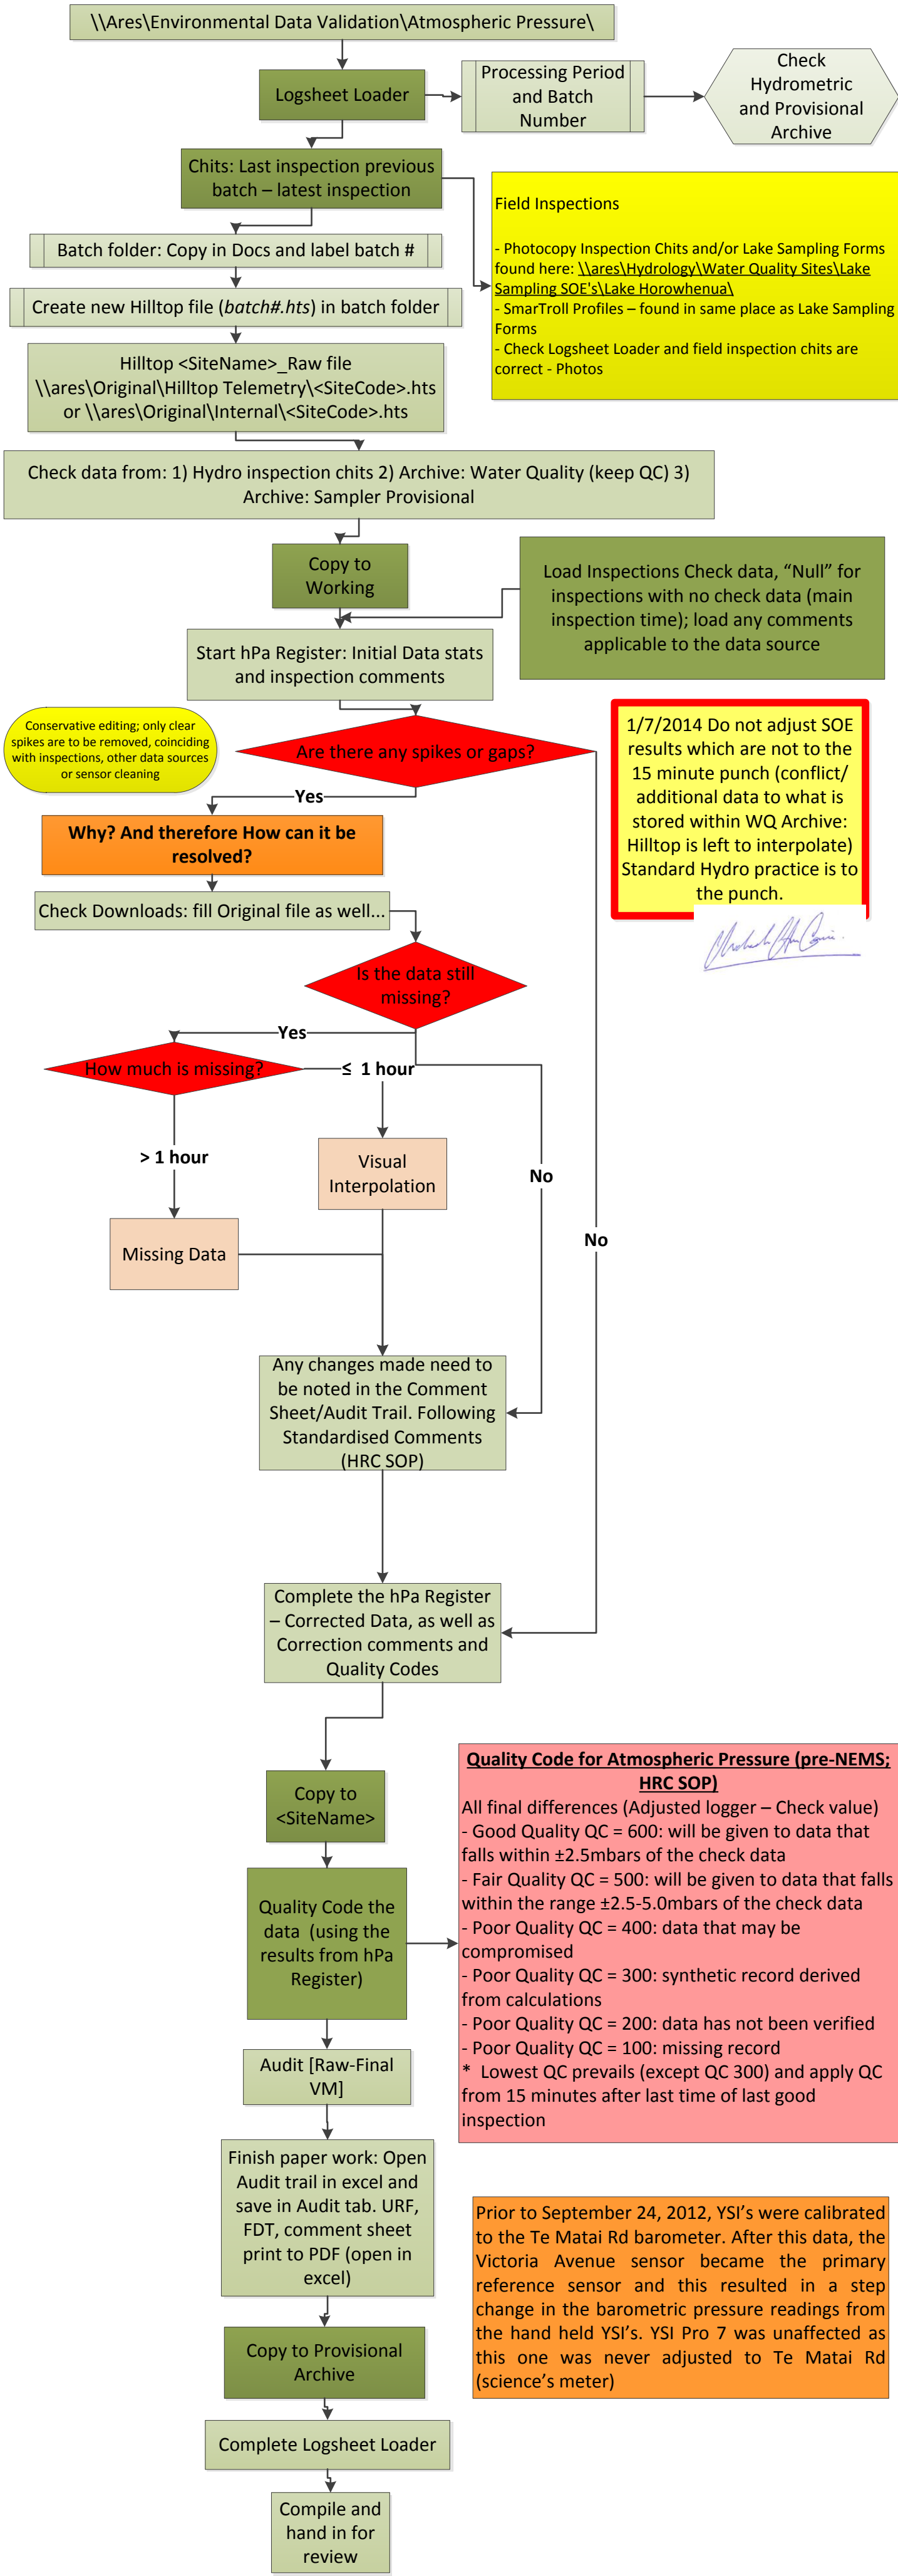 \\Ares\Environmental Data Validation\Atmospheric Pressure\
Logsheet Loader
Processing Period
and Batch
Number
Check
Hydrometric
and Provisional
Archive
Chits: Last inspection previous
batch – latest inspection
Field Inspections
- Photocopy Inspection Chits and/or Lake Sampling Forms
found here: \\ares\Hydrology\Water Quality Sites\Lake
Sampling SOE's\Lake Horowhenua\
- SmarTroll Profiles – found in same place as Lake Sampling
Forms
- Check Logsheet Loader and field inspection chits are
correct - Photos
Batch folder: Copy in Docs and label batch #
Create new Hilltop file (batch#.hts) in batch folder
Hilltop <SiteName>_Raw file
\\ares\Original\Hilltop Telemetry\<SiteCode>.hts
or \\ares\Original\Internal\<SiteCode>.hts
Check data from: 1) Hydro inspection chits 2) Archive: Water Quality (keep QC) 3)
Archive: Sampler Provisional
Copy to
Working
Load Inspections Check data, “Null” for
inspections with no check data (main
inspection time); load any comments
applicable to the data source
Start hPa Register: Initial Data stats
and inspection comments
Conservative editing; only clear
spikes are to be removed, coinciding
with inspections, other data sources
or sensor cleaning
Are there any spikes or gaps?
1/7/2014 Do not adjust SOE
results which are not to the
15 minute punch (conflict/
additional data to what is
stored within WQ Archive:
Hilltop is left to interpolate)
Standard Hydro practice is to
the punch.
Yes
Why? And therefore How can it be
resolved?
Check Downloads: fill Original file as well...
Is the data still
missing?
Yes
How much is missing?
≤ 1 hour
> 1 hour
Visual
Interpolation
No
Missing Data
No
Any changes made need to
be noted in the Comment
Sheet/Audit Trail. Following
Standardised Comments
(HRC SOP)
Complete the hPa Register
– Corrected Data, as well as
Correction comments and
Quality Codes
Copy to
<SiteName>
Quality Code the
data (using the
results from hPa
Register)
Quality Code for Atmospheric Pressure (pre-NEMS;
HRC SOP)
All final differences (Adjusted logger – Check value)
- Good Quality QC = 600: will be given to data that
falls within ±2.5mbars of the check data
- Fair Quality QC = 500: will be given to data that falls
within the range ±2.5-5.0mbars of the check data
- Poor Quality QC = 400: data that may be
compromised
- Poor Quality QC = 300: synthetic record derived
from calculations
- Poor Quality QC = 200: data has not been verified
- Poor Quality QC = 100: missing record
* Lowest QC prevails (except QC 300) and apply QC
from 15 minutes after last time of last good
inspection
Audit [Raw-Final
VM]
Finish paper work: Open
Audit trail in excel and
save in Audit tab. URF,
FDT, comment sheet
print to PDF (open in
excel)
Prior to September 24, 2012, YSI’s were calibrated
to the Te Matai Rd barometer. After this data, the
Victoria Avenue sensor became the primary
reference sensor and this resulted in a step
change in the barometric pressure readings from
the hand held YSI’s. YSI Pro 7 was unaffected as
this one was never adjusted to Te Matai Rd
(science’s meter)
Copy to Provisional
Archive
Complete Logsheet Loader
Compile and
hand in for
review